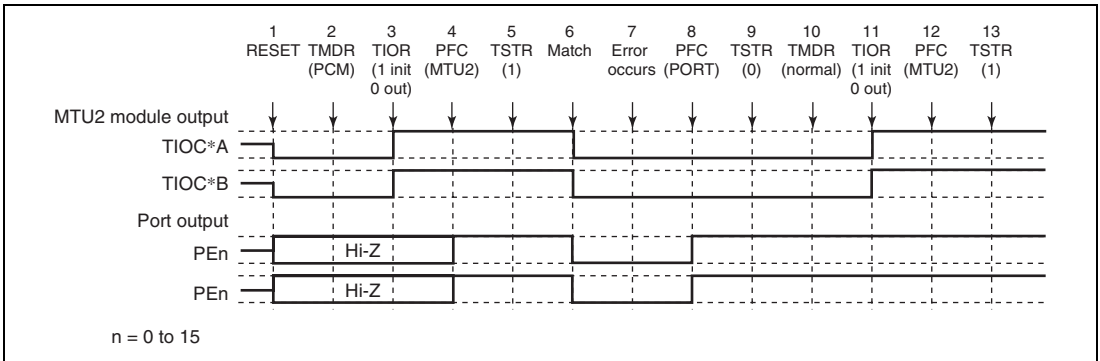 1 2 3 4 5 6 7 8 9 10 11 12 13
RESET TMDR TIOR PFC TSTR Match Error PFC TSTR TMDR TIOR PFC TSTR
(PCM) (1 init (MTU2) (1) occurs (PORT) (0) (normal) (1 init (MTU2) (1)
0 out) 0 out)
MTU2 module output
TIOC*A
TIOC*B
Port output
PEn Hi-Z
PEn Hi-Z
n = 0 to 15